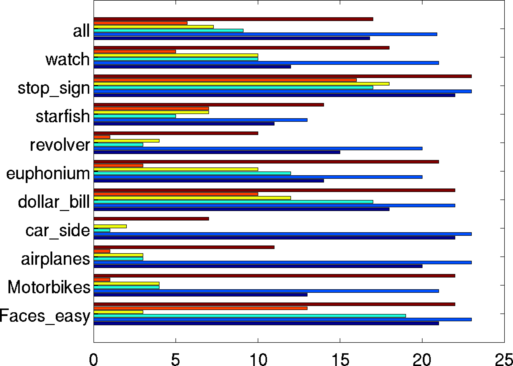 all
watch
stop_sign
starfish
revolver
euphonium
dollar_bill
car_side
airplanes
Motorbikes
Faces_easy
0 5 10 15 20 25